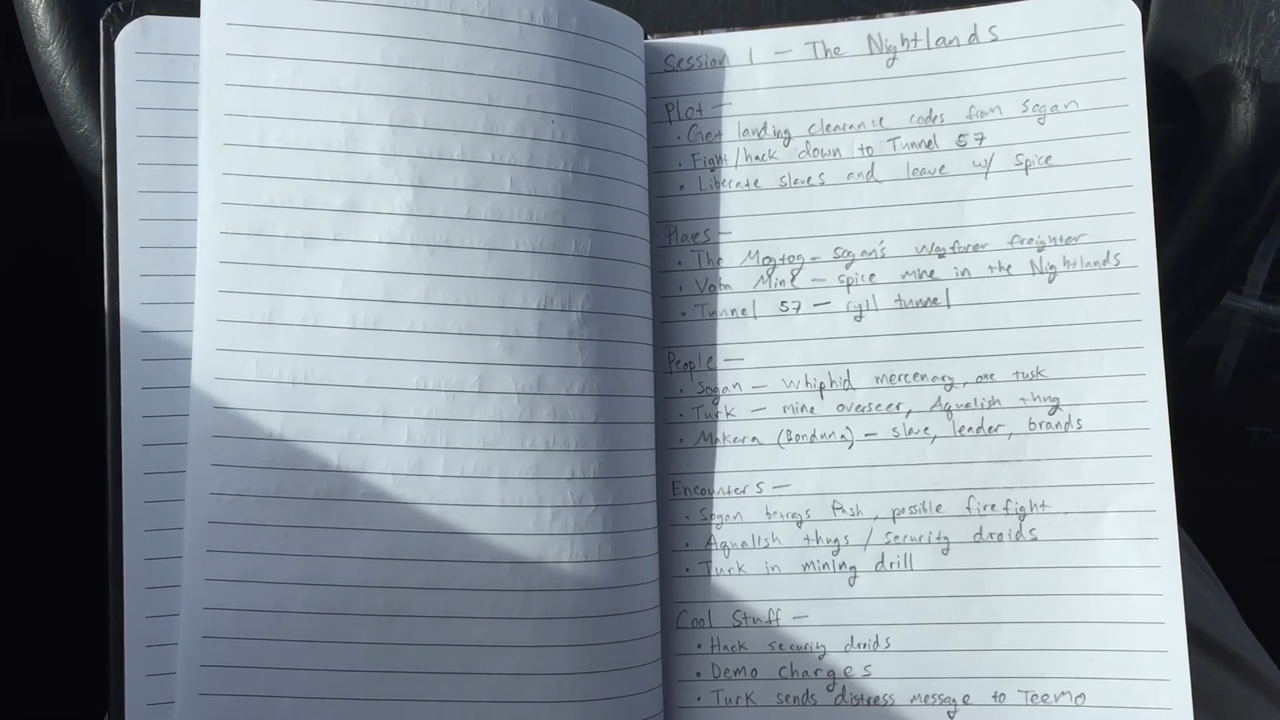 Session 1 — The Nightlands
Plot —
• Get landing clearance codes from Sogan
• Fight/hack down to Tunnel 57
• Liberate slaves and leave w/ Spice
Places —
• The Mogtog — Sogan's Wayfarer freighter
• Vota Mine — spice mine in the Nightlands
• Tunnel 57 — ryll tunnel
People —
• Sogan — Whiphid mercenary, one tusk
• Turk — mine overseer, Aqualish thug
• Makara (Bonduna) — slave, leader, brands
Encounters —
• Sogan betrays Pash, possible firefight
• Aqualish thugs / security droids
• Turk in mining drill
Cool Stuff —
• Hack security droids
• Demo charges
• Turk sends distress message to Teemo